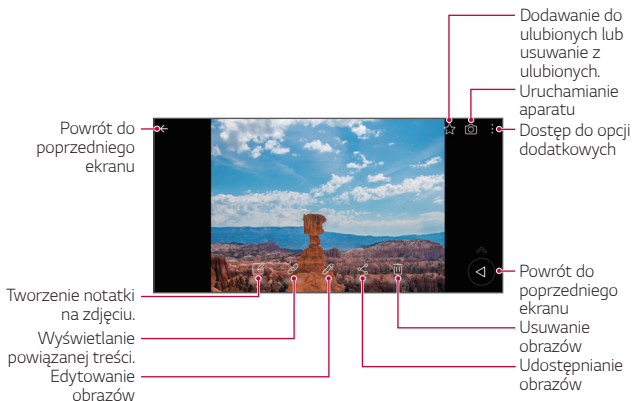 Dodawanie do
ulubionych lub
usuwanie z
ulubionych.
Uruchamianie
aparatu
Dostęp do opcji
dodatkowych
Powrót do
poprzedniego
ekranu
Powrót do
poprzedniego
ekranu
Usuwanie
obrazów
Udostępnianie
obrazów
Tworzenie notatki
na zdjęciu.
Wyświetlanie
powiązanej treści.
Edytowanie
obrazów